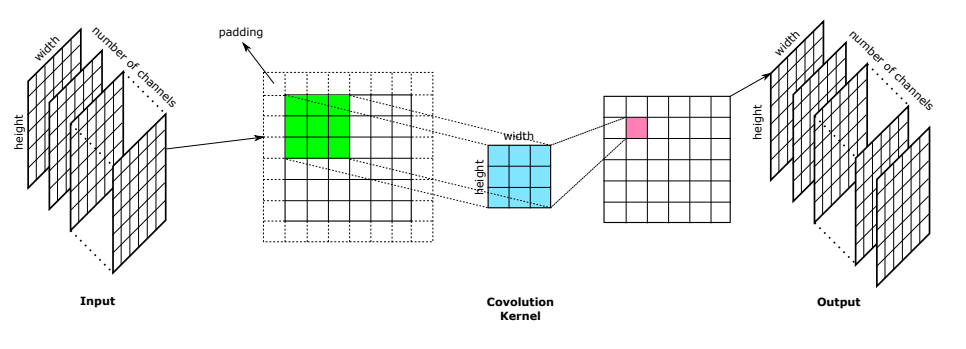 padding
width
number of channels
height
Input
width
height
Covolution
Kernel
width
number of channels
height
Output